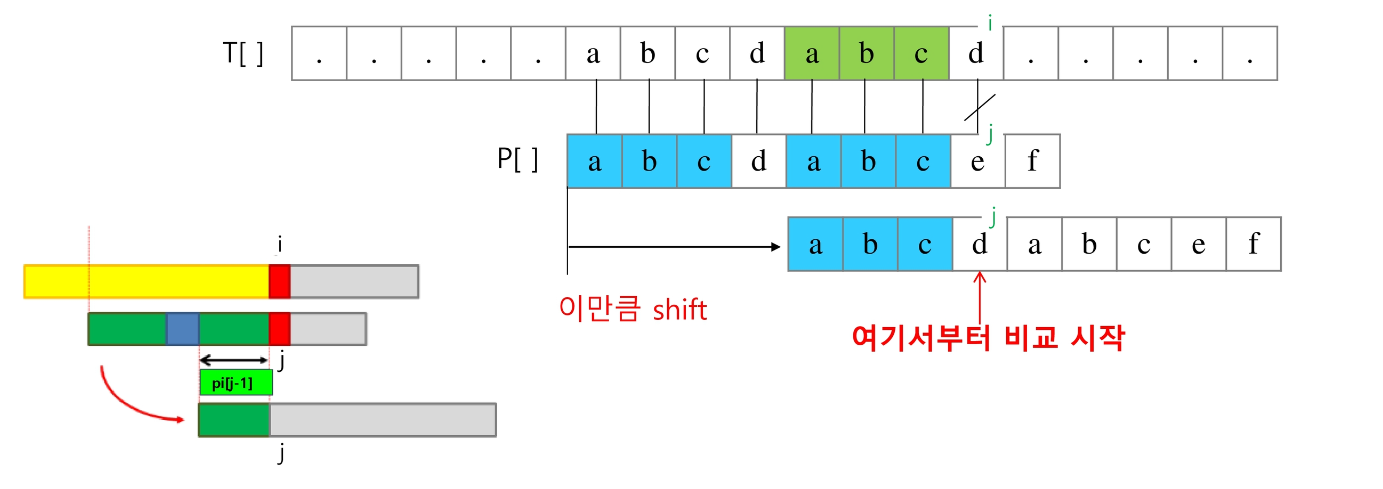 i
T[ ] . . . . . a b c d a b c d . . . . .
j
P[ ] a b c d a b c e f
j
a b c d a b c e f
이만큼 shift
여기서부터 비교 시작
i
j
pi[j-1]
j